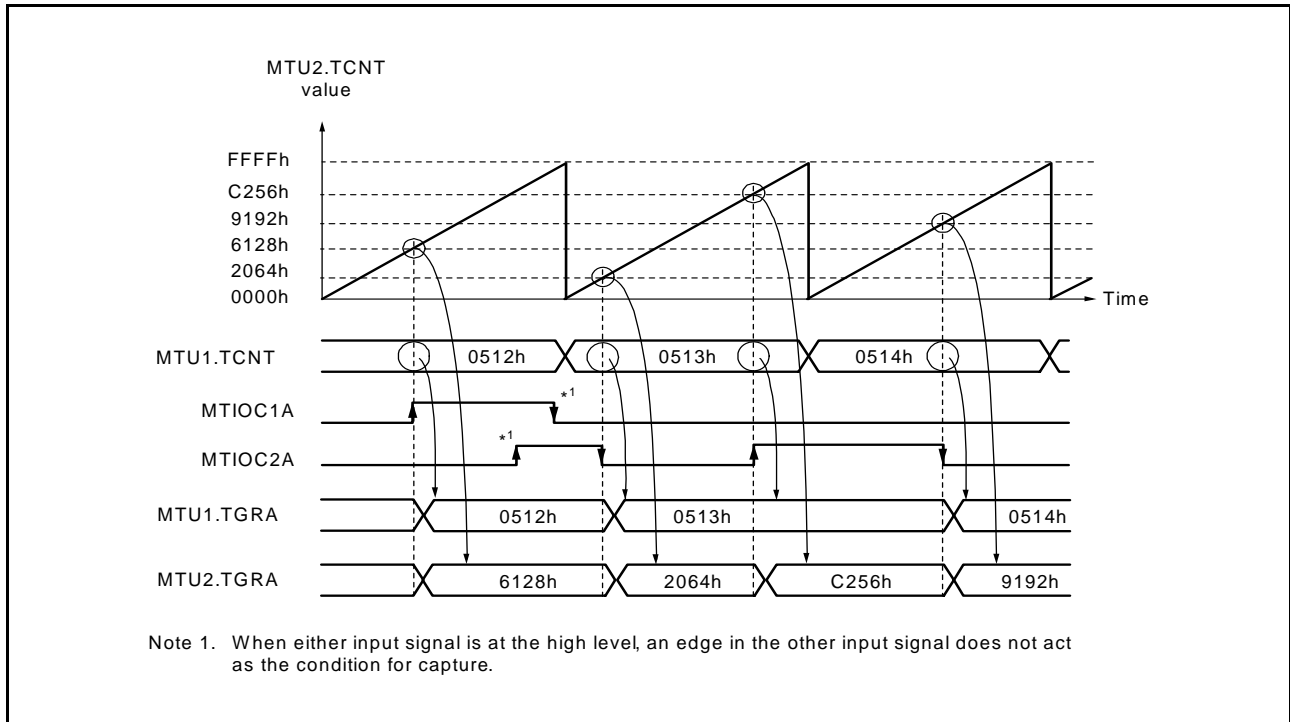 MTU2.TCNT
value
FFFFh
C256h
9192h
6128h
2064h
0000h
Time
MTU1.TCNT 0512h 0513h 0514h
MTIOC1A *1
MTIOC2A *1
MTU1.TGRA 0512h 0513h 0514h
MTU2.TGRA 6128h 2064h C256h 9192h
Note 1. When either input signal is at the high level, an edge in the other input signal does not act
as the condition for capture.